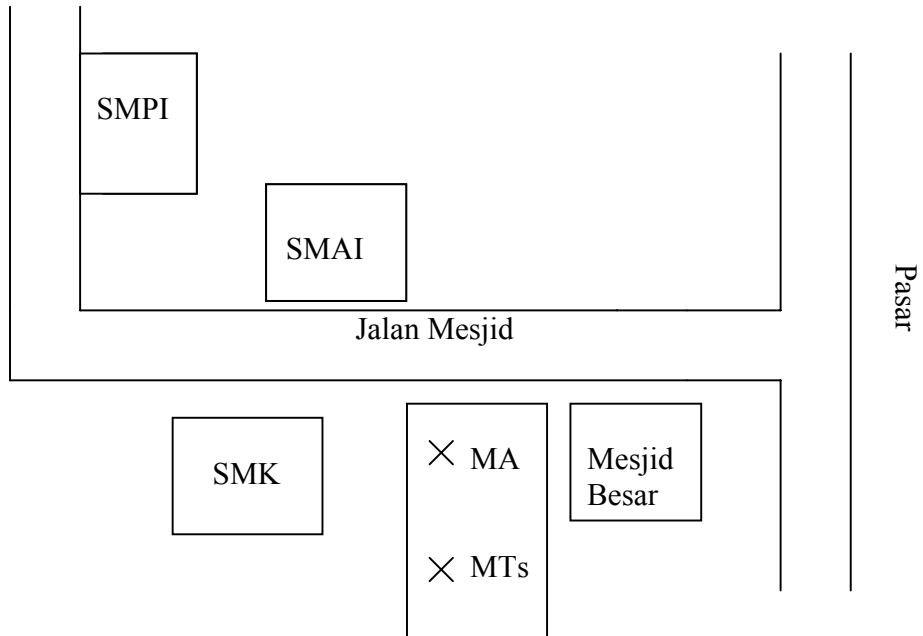 SMPI
SMAI
Pasar
Jalan Mesjid
SMK
MA
Mesjid
Besar
MTs